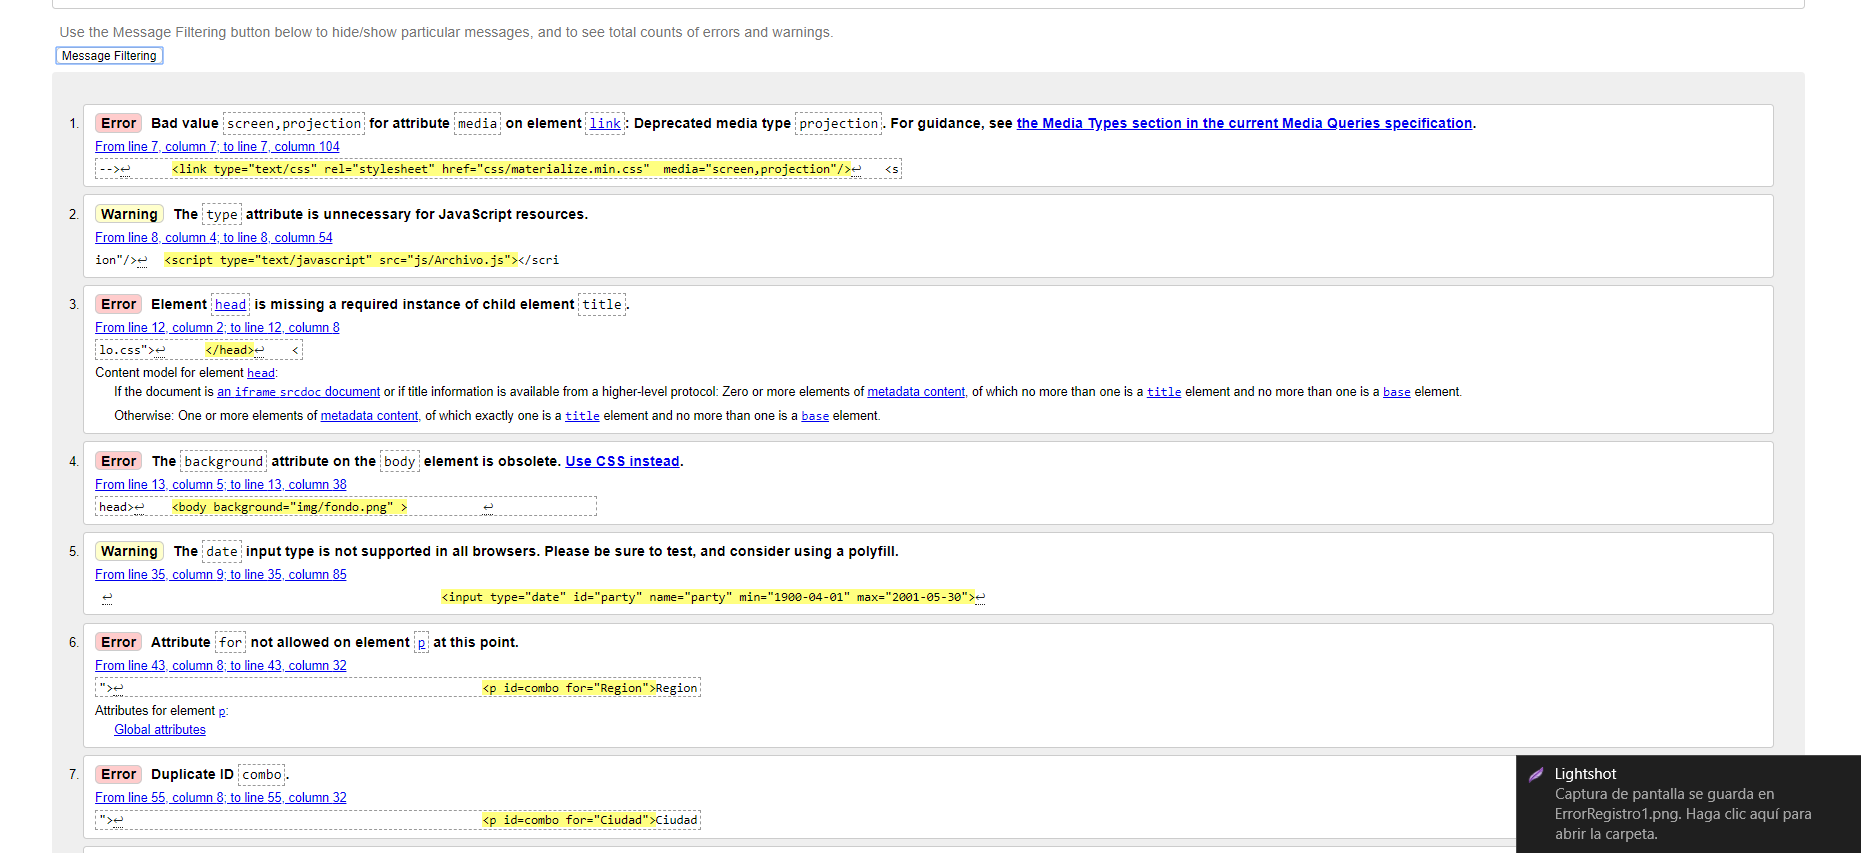 Use the Message Filtering button below to hide/show particular messages, and to see total counts of errors and warnings.
Message Filtering
1. Error Bad value screen,projection for attribute media on element link: Deprecated media type projection. For guidance, see the Media Types section in the current Media Queries specification.
From line 7, column 7; to line 7, column 104
-->↩ <link type="text/css" rel="stylesheet" href="css/materialize.min.css"  media="screen,projection"/>↩ <s
2. Warning The type attribute is unnecessary for JavaScript resources.
From line 8, column 4; to line 8, column 54
ion"/>↩ <script type="text/javascript" src="js/Archivo.js"></scri
3. Error Element head is missing a required instance of child element title.
From line 12, column 2; to line 12, column 8
lo.css">↩ </head>↩ <
Content model for element head:
If the document is an iframe srcdoc document or if title information is available from a higher-level protocol: Zero or more elements of metadata content, of which no more than one is a title element and no more than one is a base element.
Otherwise: One or more elements of metadata content, of which exactly one is a title element and no more than one is a base element.
4. Error The background attribute on the body element is obsolete. Use CSS instead.
From line 13, column 5; to line 13, column 38
head>↩ <body background="img/fondo.png" > ↩
5. Warning The date input type is not supported in all browsers. Please be sure to test, and consider using a polyfill.
From line 35, column 9; to line 35, column 85
↩ <input type="date" id="party" name="party" min="1900-04-01" max="2001-05-30">↩
6. Error Attribute for not allowed on element p at this point.
From line 43, column 8; to line 43, column 32
">↩ <p id=combo for="Region">Region
Attributes for element p:
Global attributes
7. Error Duplicate ID combo.
From line 55, column 8; to line 55, column 32
">↩ <p id=combo for="Ciudad">Ciudad
Lightshot
Captura de pantalla se guarda en
ErrorRegistro1.png. Haga clic aquí para
abrir la carpeta.